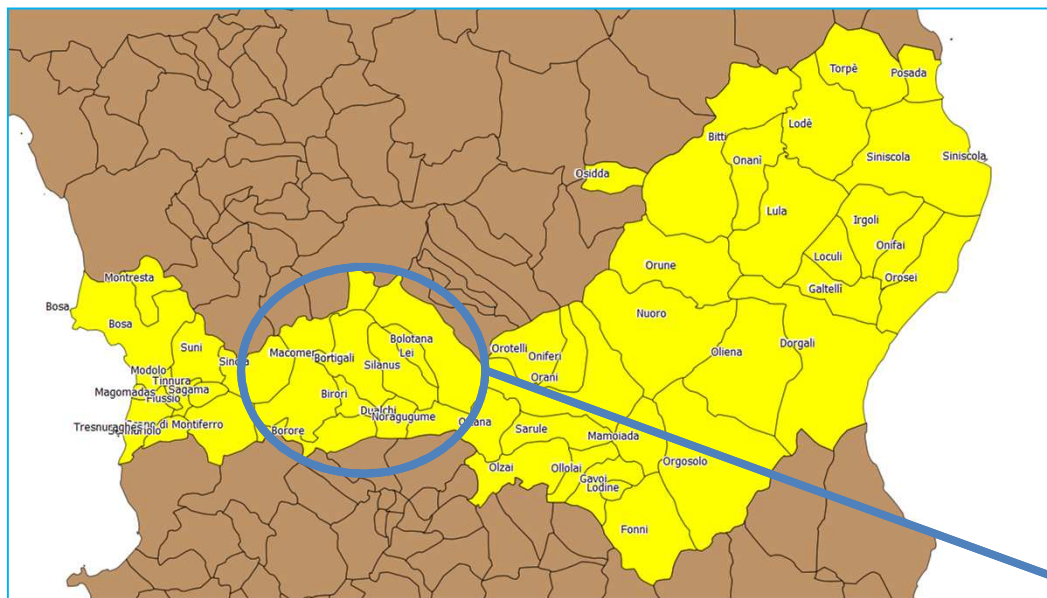 Torpè
Posada
Bitti
Lodè
Onanì
Siniscola
Siniscola
Osidda
Lula
Irgoli
Onifai
Loculi
Orosei
Galtellì
Orune
Montresta
Bosa
Bosa
Nuoro
Suni
Sindia
Macomer
Bortigali
Bolotana
Lei
Silanus
Orotelli
Oniferi
Orani
Oliena
Dorgali
Modolo
Tinnura
Sagama
Magomadas
Flussio
Birori
Dualchi
Noragugume
Tresnuraghes
di Montiferro
Borore
Ottana
Sarule
Mamoiada
Olzai
Ollolai
Gavoi
Lodine
Orgosolo
Fonni